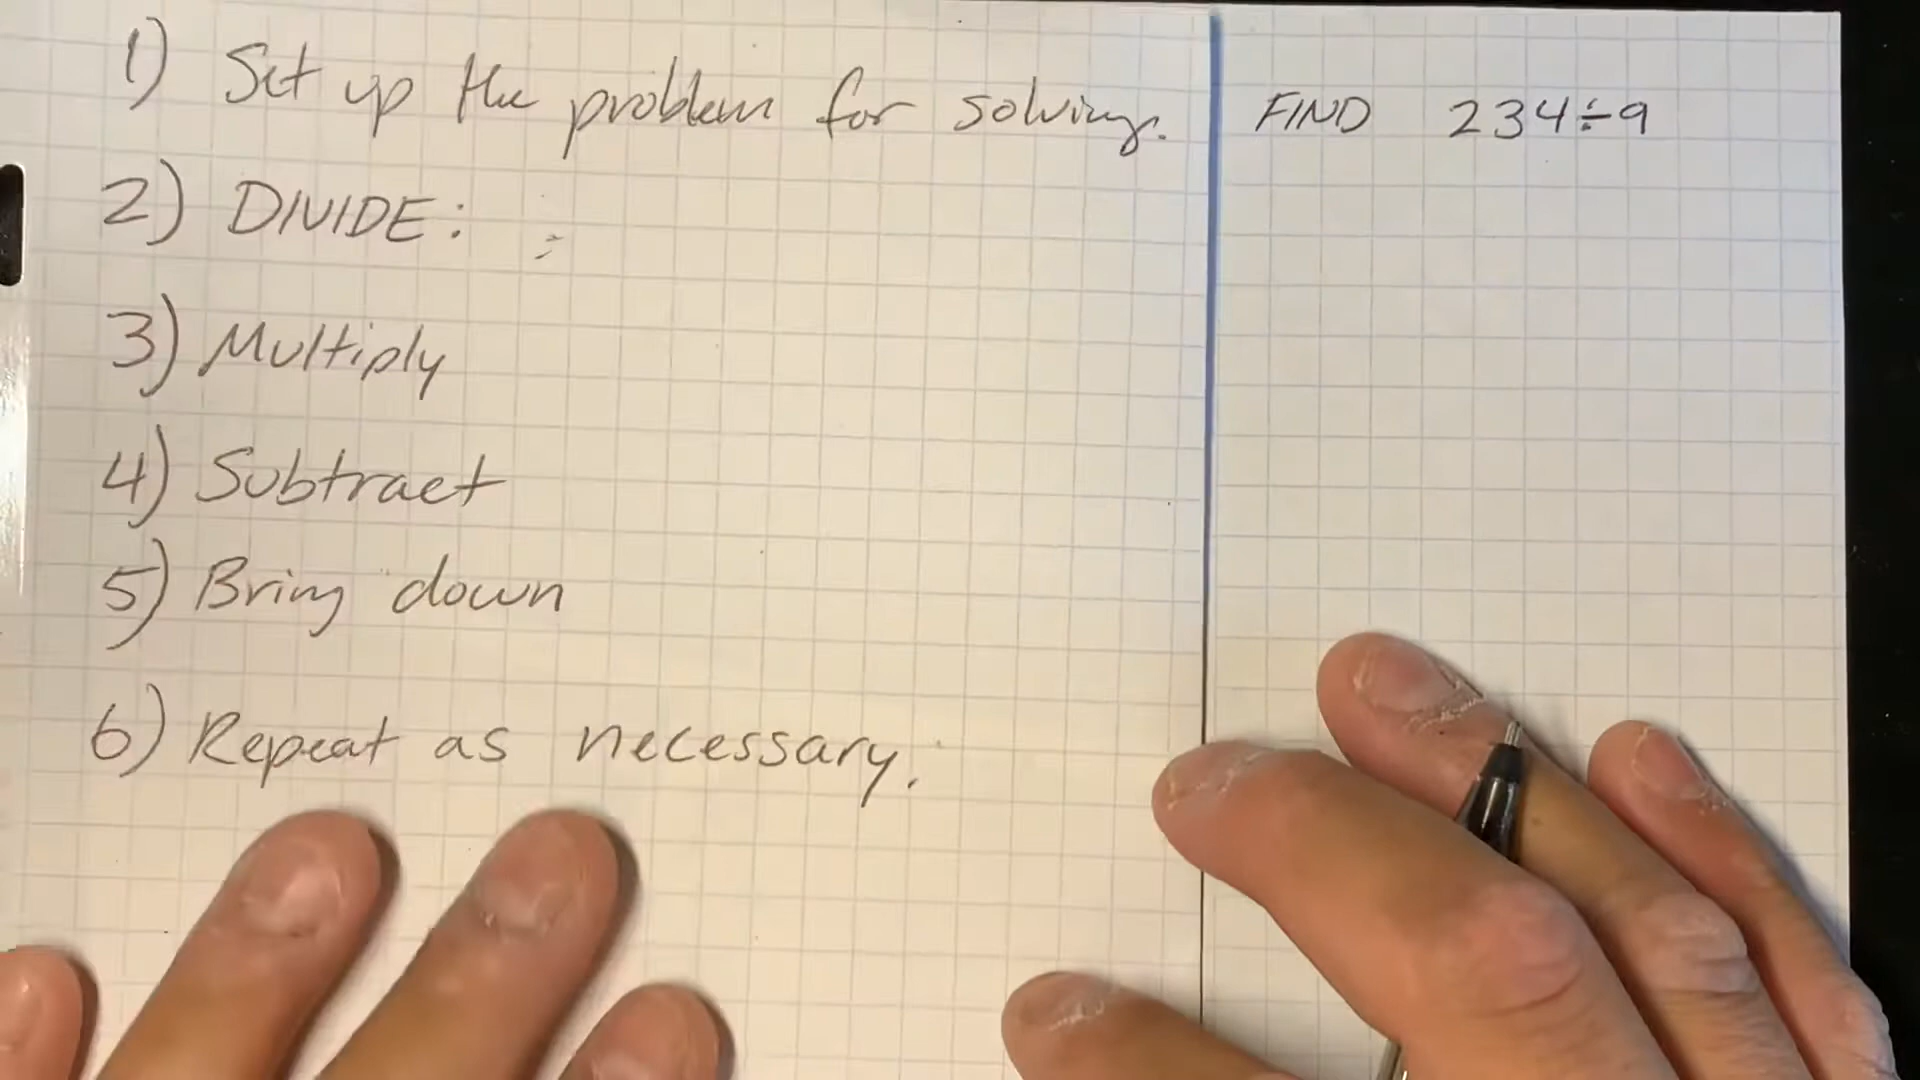 1) Set up the problem for solving.
FIND 234÷9
2) DIVIDE:
3) Multiply
4) Subtract
5) Bring down
6) Repeat as necessary.